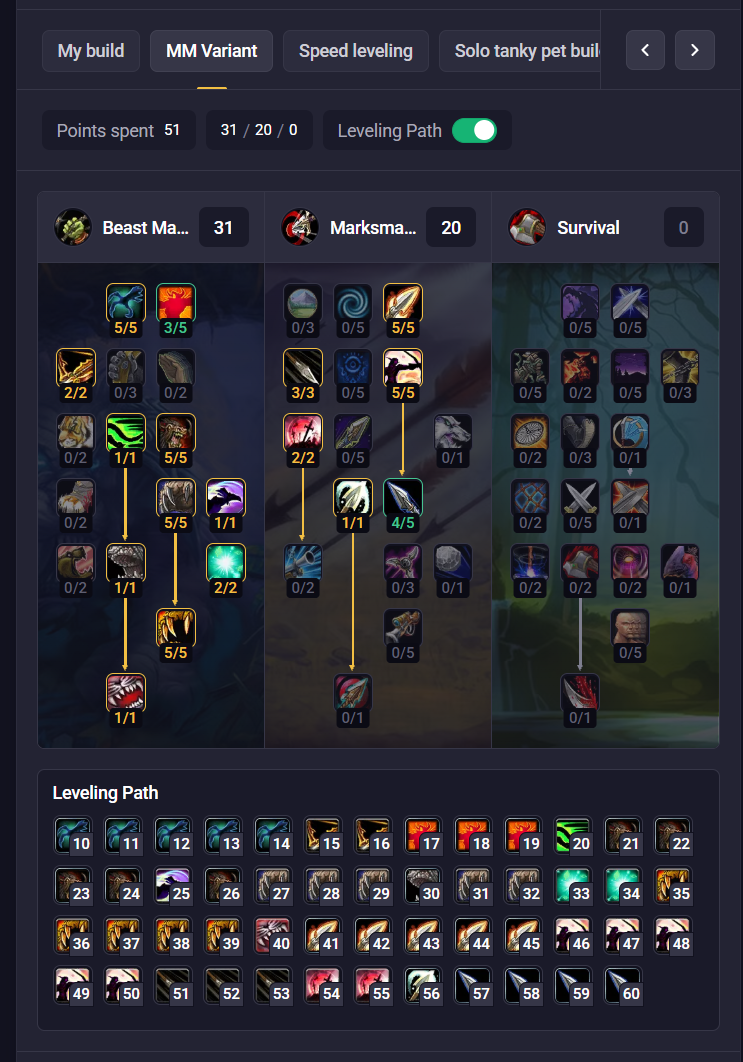 My build MM Variant Speed leveling Solo tanky pet buil
Points spent 51 31 / 20 / 0 Leveling Path
Beast Ma... 31 Marksma... 20 Survival 0
5/5 3/5 0/3 0/5 5/5 0/5 0/5
2/2 0/3 0/2 3/3 0/5 5/5 0/5 0/2 0/5 0/3
0/2 1/1 5/5 2/2 0/5 0/1 0/2 0/3 0/1
0/2 5/5 1/1 1/1 4/5 0/2 0/5 0/1
0/2 1/1 2/2 0/2 0/3 0/1 0/2 0/2 0/2 0/1
5/5 0/5 0/5
1/1 0/1 0/1
Leveling Path
10 11 12 13 14 15 16 17 18 19 20 21 22
23 24 25 26 27 28 29 30 31 32 33 34 35
36 37 38 39 40 41 42 43 44 45 46 47 48
49 50 51 52 53 54 55 56 57 58 59 60